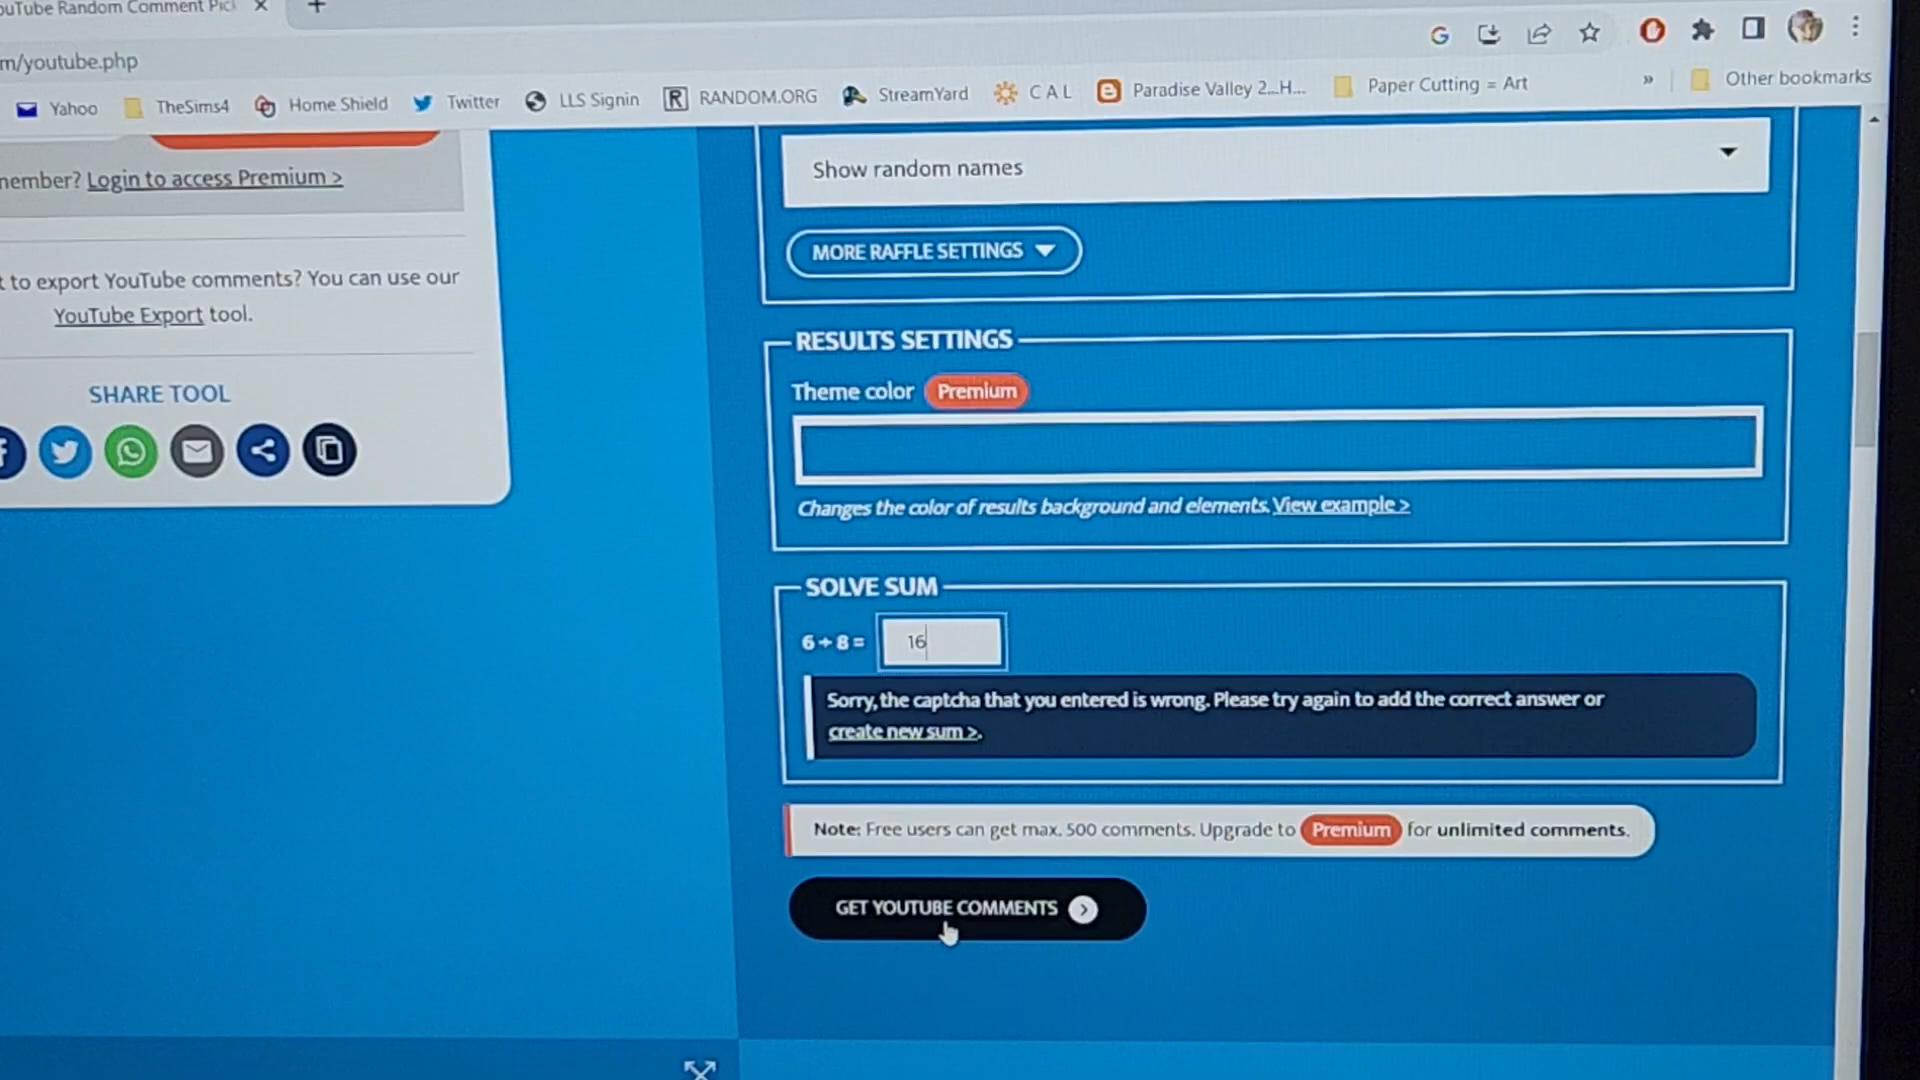 YouTube Random Comment Pic
m/youtube.php
Yahoo TheSims4 Home Shield Twitter LLS Signin RANDOM.ORG StreamYard C A L Paradise Valley 2...H... Paper Cutting = Art » Other bookmarks
member? Login to access Premium >
t to export YouTube comments? You can use our
YouTube Export tool.
SHARE TOOL
Show random names
MORE RAFFLE SETTINGS
RESULTS SETTINGS
Theme color Premium
Changes the color of results background and elements. View example >
SOLVE SUM
6 + 8 = 16
Sorry, the captcha that you entered is wrong. Please try again to add the correct answer or
create new sum >.
Note: Free users can get max. 500 comments. Upgrade to Premium for unlimited comments.
GET YOUTUBE COMMENTS